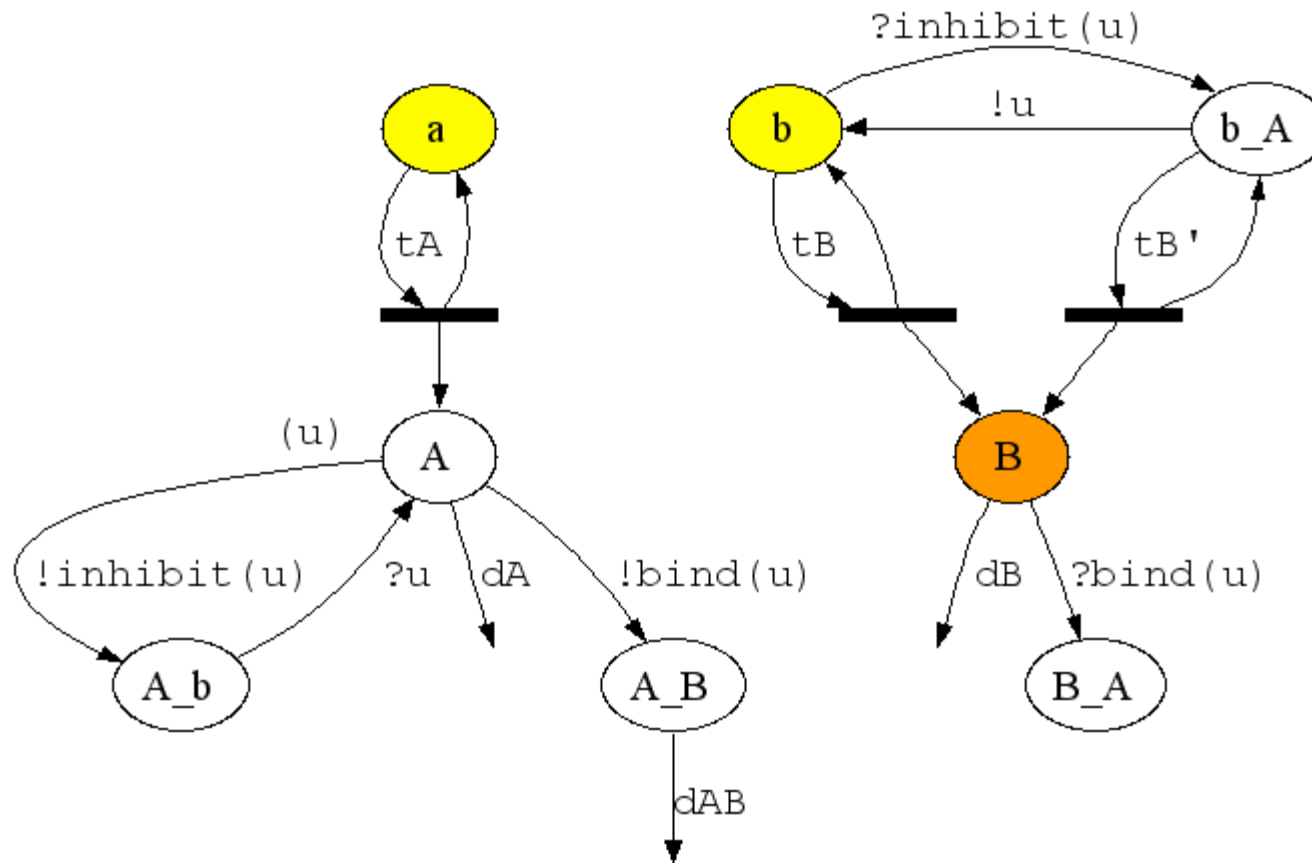 ?inhibit(u)
a
b
!u
b_A
tA
tB
tB'
(u)
A
B
!inhibit(u)
?u
dA
!bind(u)
dB
?bind(u)
A_b
A_B
B_A
dAB